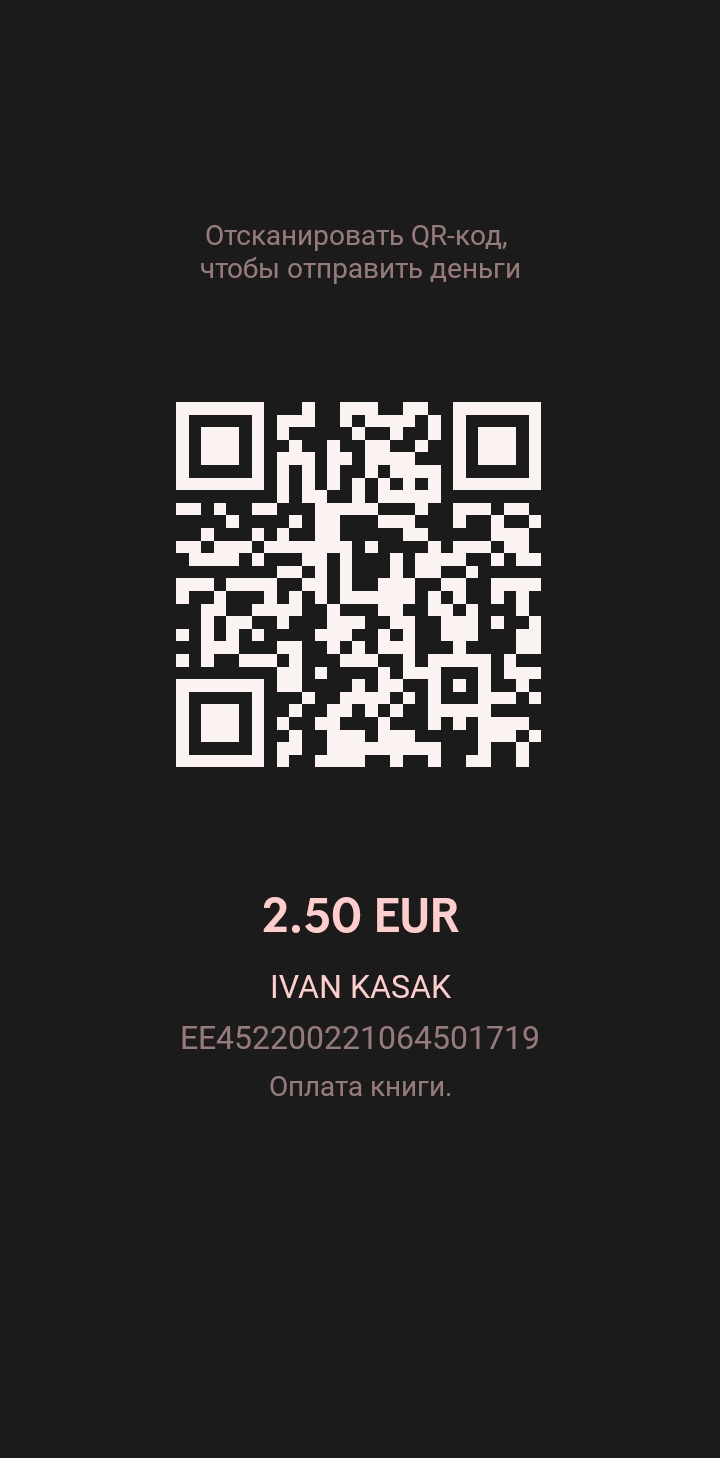 Отсканировать QR-код,
чтобы отправить деньги
2.50 EUR
IVAN KASAK
EE452200221064501719
Оплата книги.